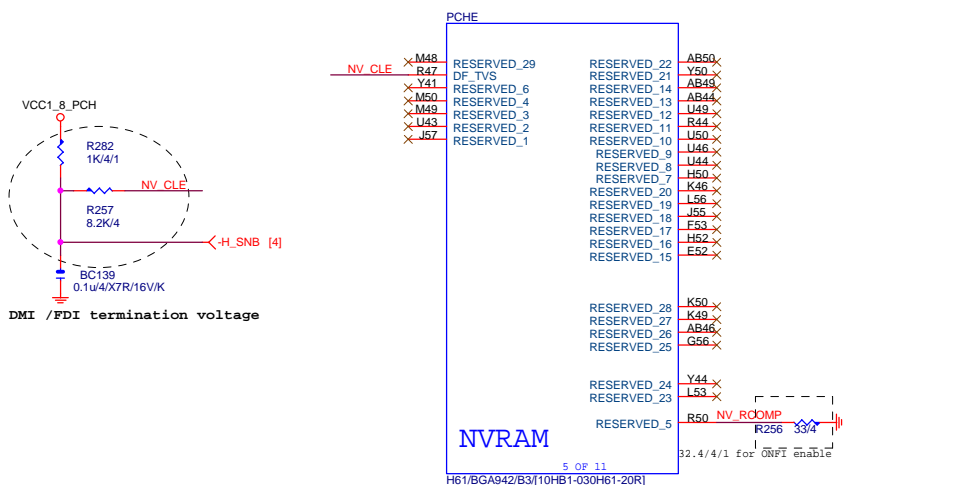 PCHE
M48 RESERVED_29
NV_CLE R47 DF_TVS
Y41 RESERVED_6
M50 RESERVED_4
M49 RESERVED_3
U43 RESERVED_2
J57 RESERVED_1
RESERVED_22 AB50
RESERVED_21 Y50
RESERVED_14 AB49
RESERVED_13 AB44
RESERVED_12 U49
RESERVED_11 R44
RESERVED_10 U50
RESERVED_9 U46
RESERVED_8 U44
RESERVED_7 H50
RESERVED_20 K46
RESERVED_19 L56
RESERVED_18 J55
RESERVED_17 F53
RESERVED_16 H52
RESERVED_15 E52
RESERVED_28 K50
RESERVED_27 K49
RESERVED_26 AB46
RESERVED_25 G56
RESERVED_24 Y44
RESERVED_23 L53
RESERVED_5 R50 NV_RCOMP
R256 33/4
32.4/4/1 for ONFI enable
NVRAM
5 OF 11
H61/BGA942/B3/[10HB1-030H61-20R]
VCC1_8_PCH
R282
1K/4/1
NV_CLE
R257
8.2K/4
-H_SNB [4]
BC139
0.1u/4/X7R/16V/K
DMI /FDI termination voltage